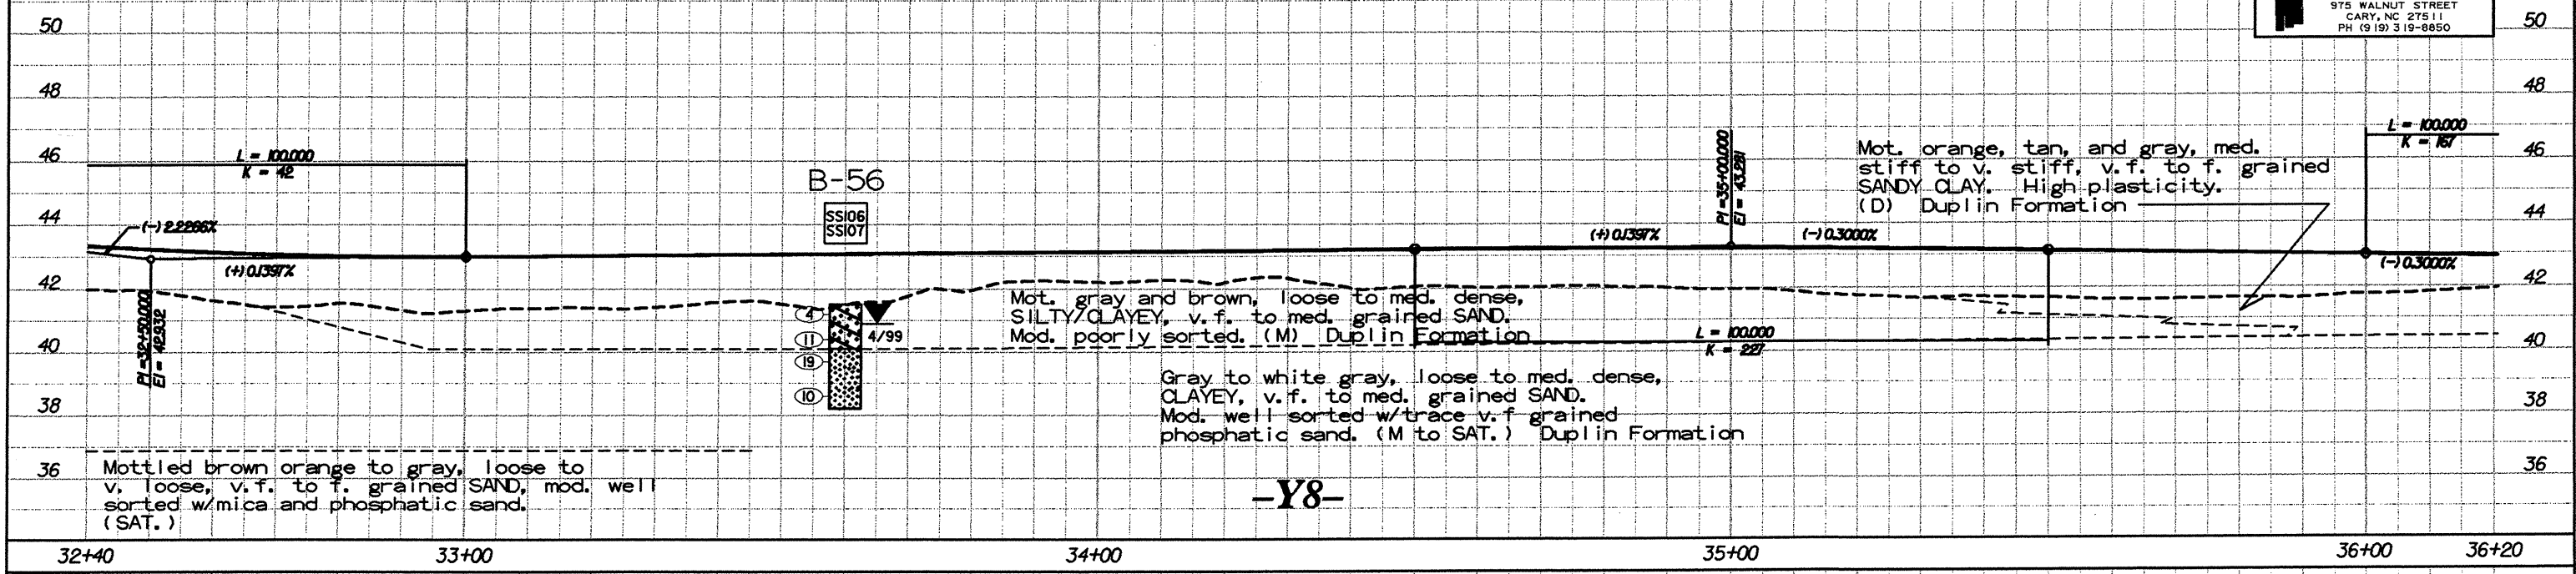 975 WALNUT STREET
CARY, NC 27511
PH (919) 319-8850
50
50
48
48
46
46
44
44
42
42
40
40
38
38
36
36
L = 100.000
K = 42
(-) 2.2266%
(+) 0.1397%
PI = 32+50.000
El = 42.932
B-56
SS106
SS107
4
11
19
10
4/99
Mot. gray and brown, loose to med. dense,
SILTY/CLAYEY, v.f. to med. grained SAND.
Mod. poorly sorted. (M) Duplin Formation
Gray to white gray, loose to med. dense,
CLAYEY, v.f. to med. grained SAND.
Mod. well sorted w/trace v.f grained
phosphatic sand. (M to SAT.) Duplin Formation
(+) 0.1397%
PI = 35+00.000
El = 43.281
(-) 0.3000%
L = 100.000
K = 227
Mot. orange, tan, and gray, med.
stiff to v. stiff, v.f. to f. grained
SANDY CLAY. High plasticity.
(D) Duplin Formation
L = 100.000
K = 167
(-) 0.3000%
Mottled brown orange to gray, loose to
v. loose, v.f. to f. grained SAND, mod. well
sorted w/mica and phosphatic sand.
(SAT.)
-Y8-
32+40
33+00
34+00
35+00
36+00
36+20